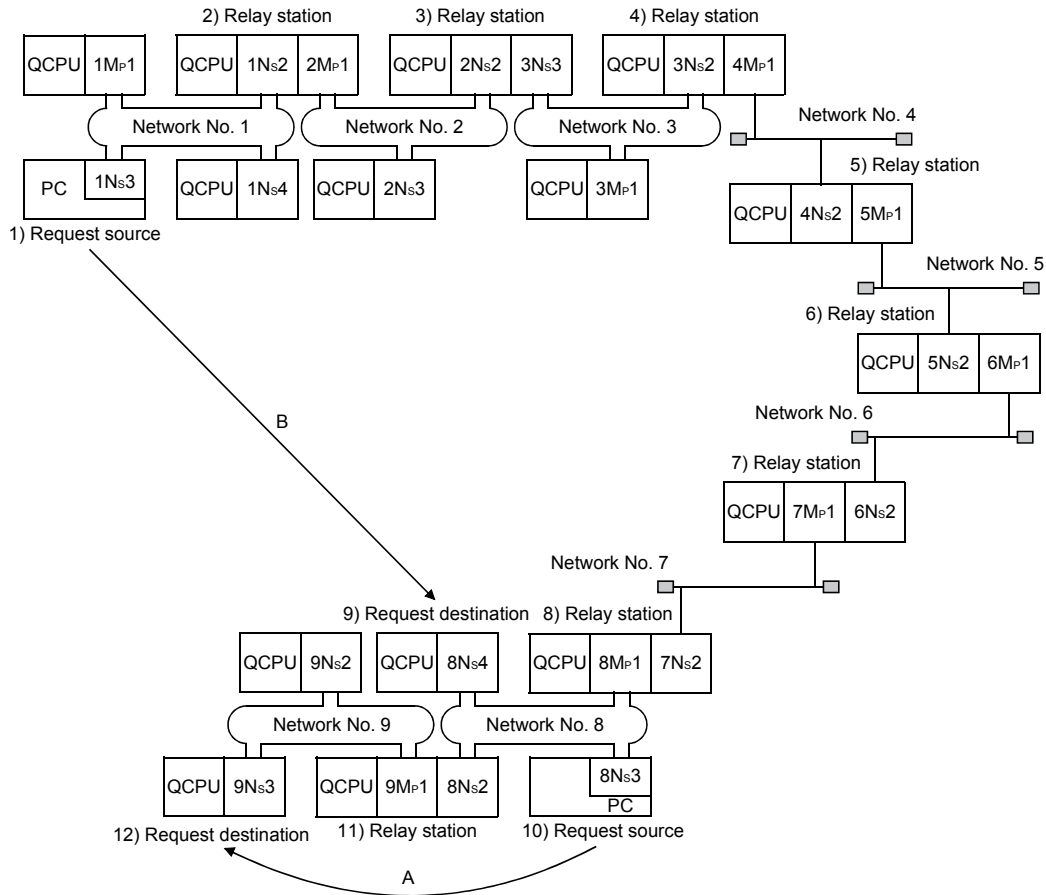 2) Relay station
3) Relay station
4) Relay station
QCPU 1MP1
QCPU 1NS2 2MP1
QCPU 2NS2 3NS3
QCPU 3NS2 4MP1
Network No. 1
Network No. 2
Network No. 3
Network No. 4
PC 1NS3
QCPU 1NS4
QCPU 2NS3
QCPU 3MP1
1) Request source
5) Relay station
QCPU 4NS2 5MP1
Network No. 5
6) Relay station
QCPU 5NS2 6MP1
B
Network No. 6
7) Relay station
QCPU 7MP1 6NS2
Network No. 7
9) Request destination
8) Relay station
QCPU 9NS2
QCPU 8NS4
QCPU 8MP1 7NS2
Network No. 9
Network No. 8
QCPU 9NS3
QCPU 9MP1 8NS2
8NS3
PC
12) Request destination
11) Relay station
10) Request source
A